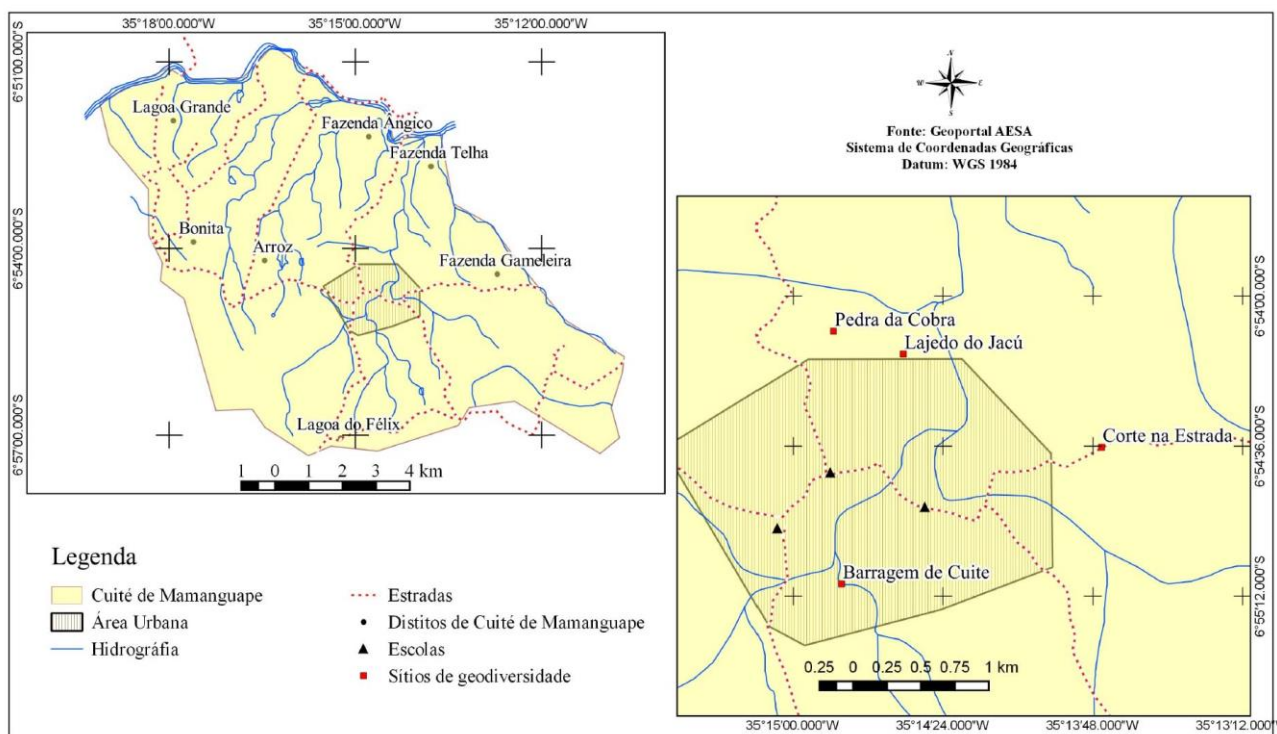 35°18'00.000"W
35°15'00.000"W
35°12'00.000"W
6°51'00.000"S
6°54'00.000"S
6°57'00.000"S
Lagoa Grande
Fazenda Angico
Fazenda Telha
Bonita
Arroz
Fazenda Gameleira
Lagoa do Félix
1 0 1 2 3 4 km
N
W E
S
Fonte: Geoportal AESA
Sistema de Coordenadas Geográficas
Datum: WGS 1984
Pedra da Cobra
Lajedo do Jacú
Corte na Estrada
Barragem de Cuite
0.25 0 0.25 0.5 0.75 1 km
6°54'00.000"S
6°54'36.000"S
6°55'12.000"S
35°15'00.000"W
35°14'24.000"W
35°13'48.000"W
35°13'12.000"W
Legenda
Cuité de Mamanguape
Área Urbana
Hidrográfia
Estradas
Distitos de Cuité de Mamanguape
Escolas
Sítios de geodiversidade